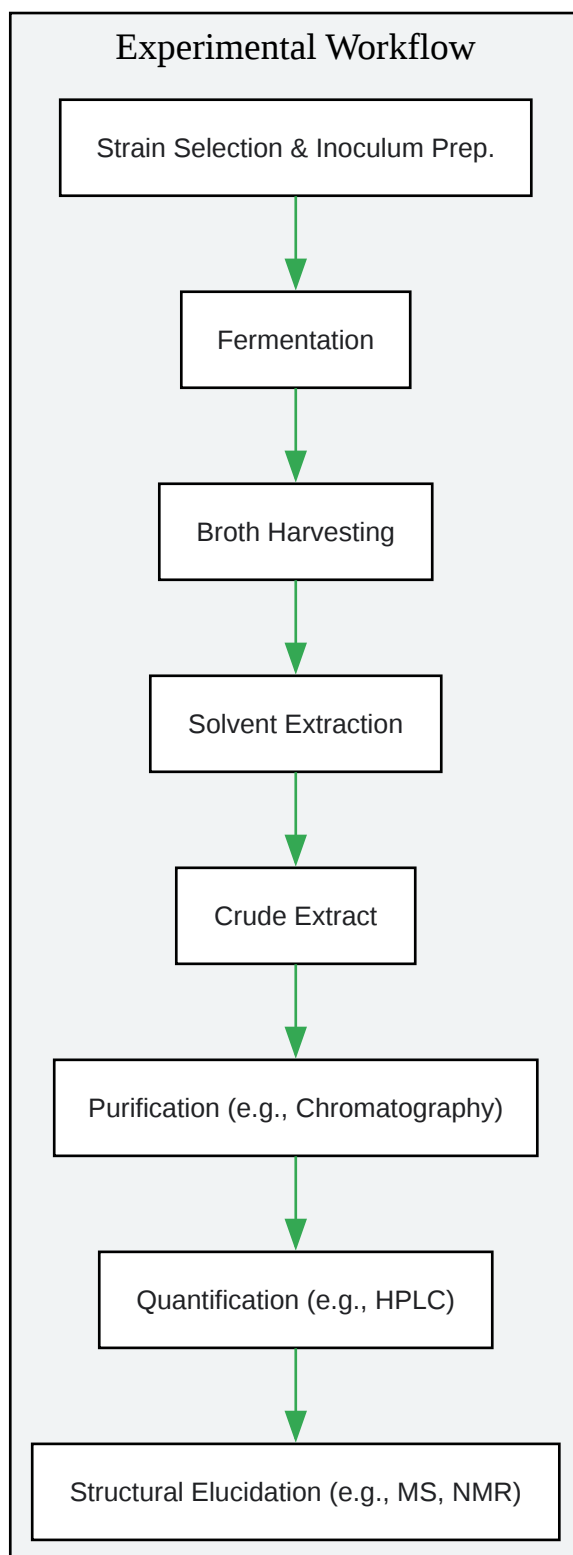 Experimental Workflow
Strain Selection & Inoculum Prep.
Fermentation
Broth Harvesting
Solvent Extraction
Crude Extract
Purification (e.g., Chromatography)
Quantification (e.g., HPLC)
Structural Elucidation (e.g., MS, NMR)